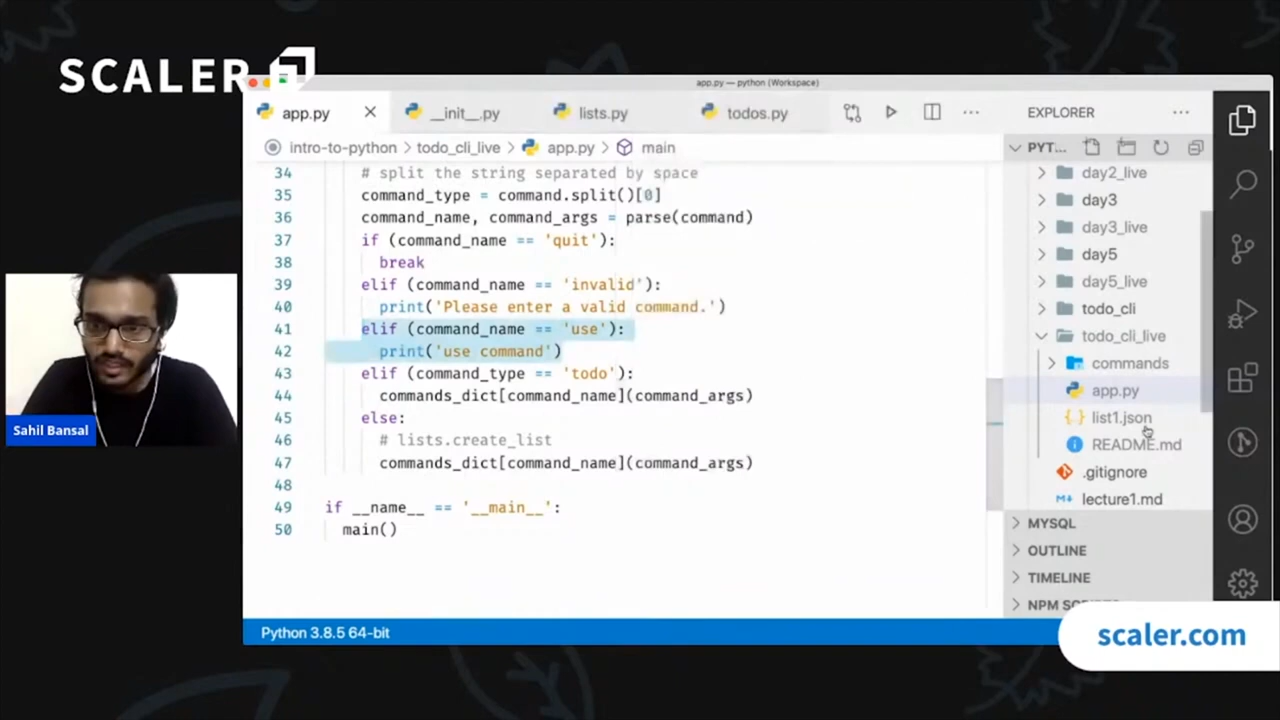 SCALER
app.py — python (Workspace)
app.py
__init__.py
lists.py
todos.py
EXPLORER
intro-to-python > todo_cli_live > app.py > main
PYT...
34 # split the string separated by space
35 command_type = command.split()[0]
36 command_name, command_args = parse(command)
37 if (command_name == 'quit'):
38 break
39 elif (command_name == 'invalid'):
40 print('Please enter a valid command.')
41 elif (command_name == 'use'):
42 print('use command')
43 elif (command_type == 'todo'):
44 commands_dict[command_name](command_args)
45 else:
46 # lists.create_list
47 commands_dict[command_name](command_args)
48
49 if __name__ == '__main__':
50 main()
day2_live
day3
day3_live
day5
day5_live
todo_cli
todo_cli_live
commands
app.py
list1.json
README.md
.gitignore
lecture1.md
MYSQL
OUTLINE
TIMELINE
NPM
Sahil Bansal
Python 3.8.5 64-bit
scaler.com